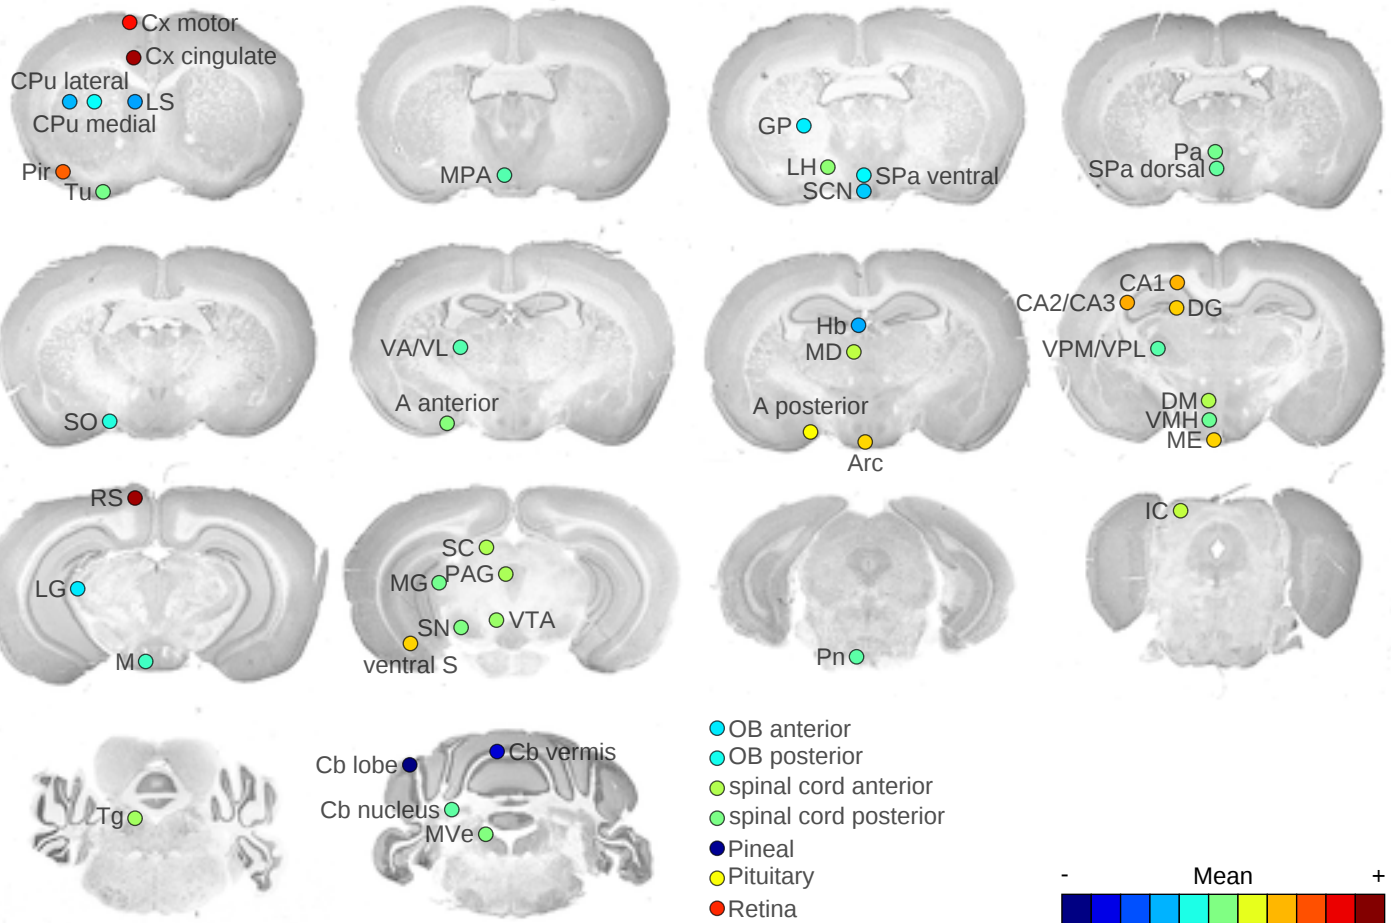 Cx motor
Cx cingulate
CPu lateral
LS
CPu medial
Pir
Tu
MPA
GP
LH
SPa ventral
SCN
Pa
SPa dorsal
SO
VA/VL
A anterior
Hb
MD
A posterior
Arc
CA1
CA2/CA3
DG
VPM/VPL
DM
VMH
ME
RS
LG
M
SC
MG
PAG
SN
VTA
ventral S
Pn
IC
Tg
Cb lobe
Cb vermis
Cb nucleus
MVe
OB anterior
OB posterior
spinal cord anterior
spinal cord posterior
Pineal
Pituitary
Retina
- Mean +